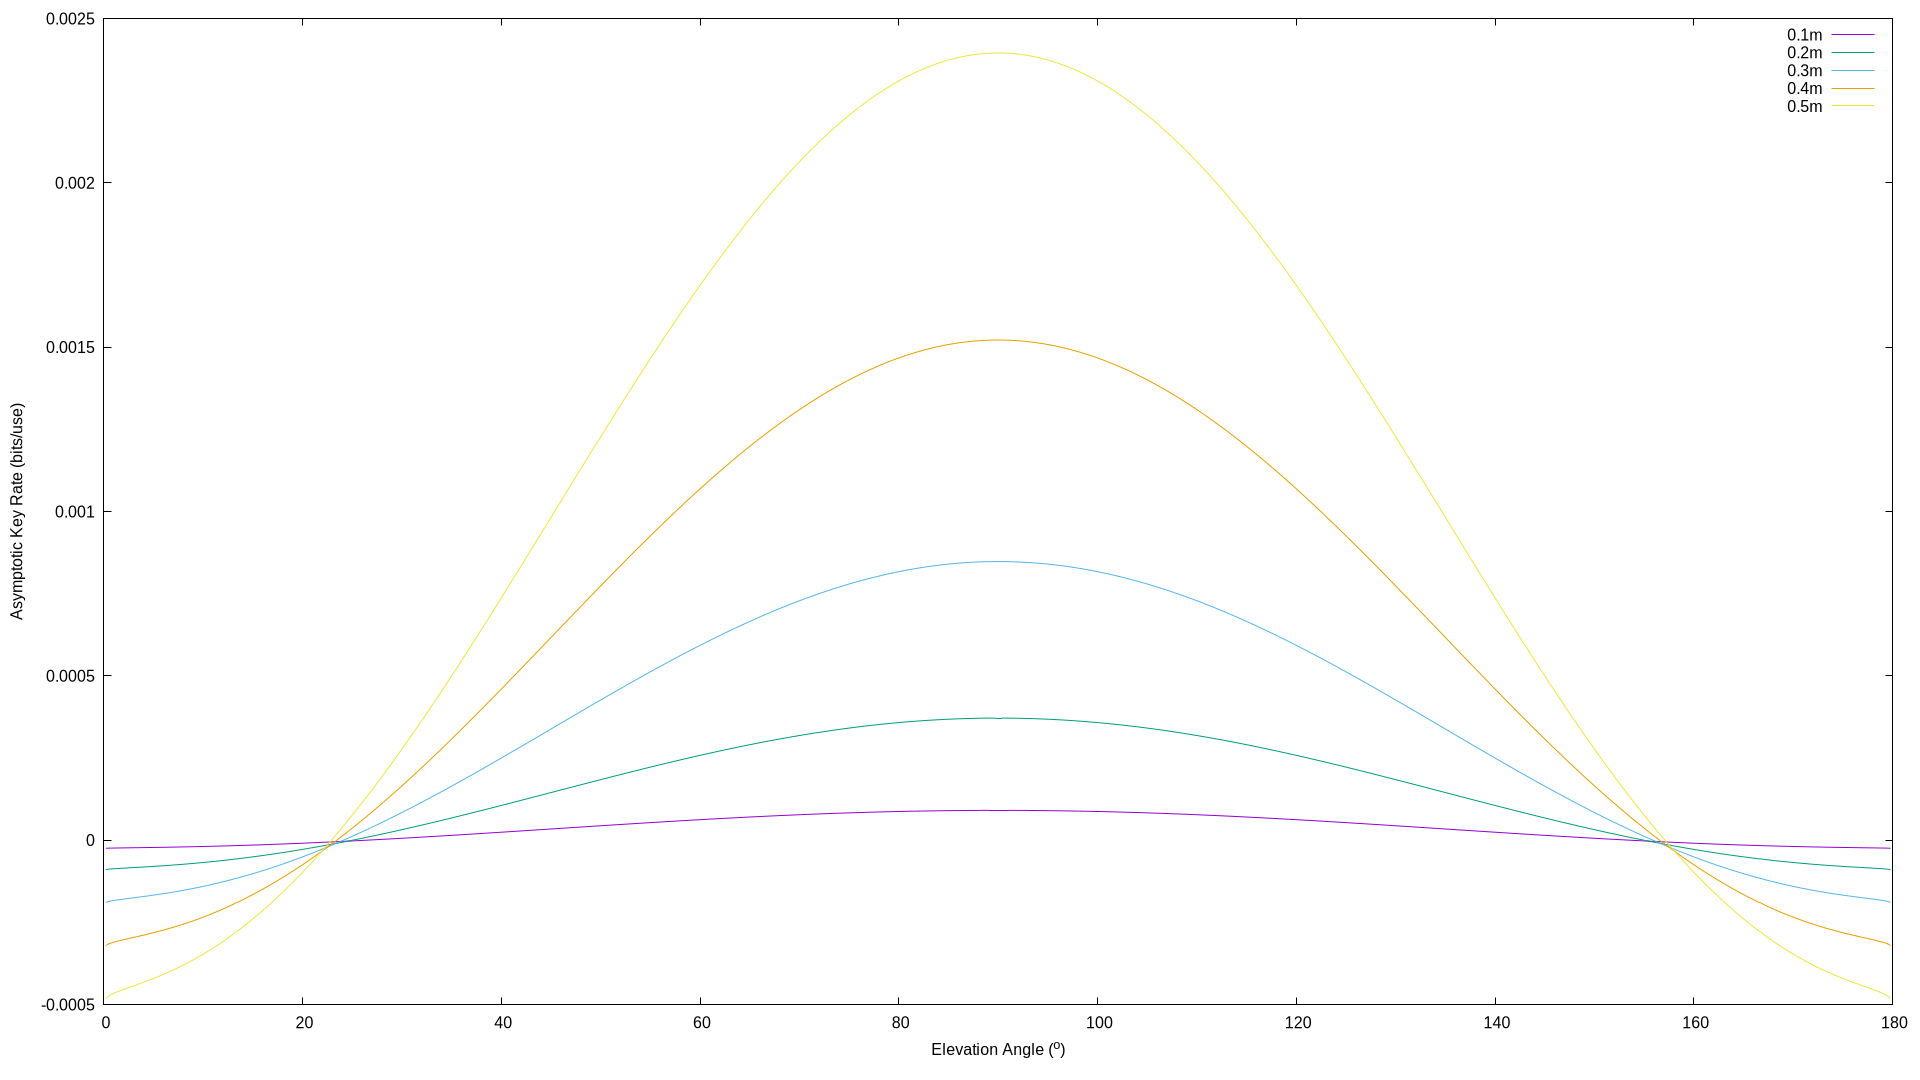 0.0025
0.002
0.0015
0.001
0.0005
0
-0.0005
0 20 40 60 80 100 120 140 160 180
Asymptotic Key Rate (bits/use)
Elevation Angle (º)
0.1m
0.2m
0.3m
0.4m
0.5m